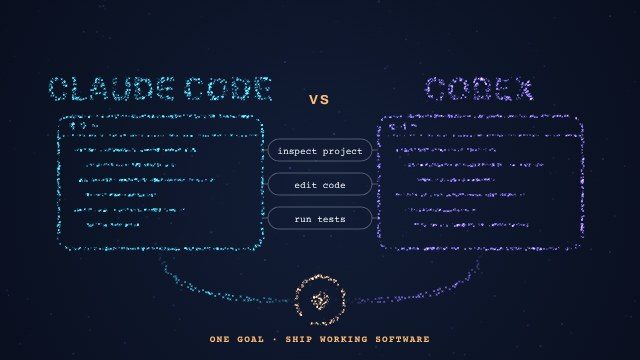 CLAUDE CODE
VS
CODEX
inspect project
edit code
run tests
ONE GOAL · SHIP WORKING SOFTWARE